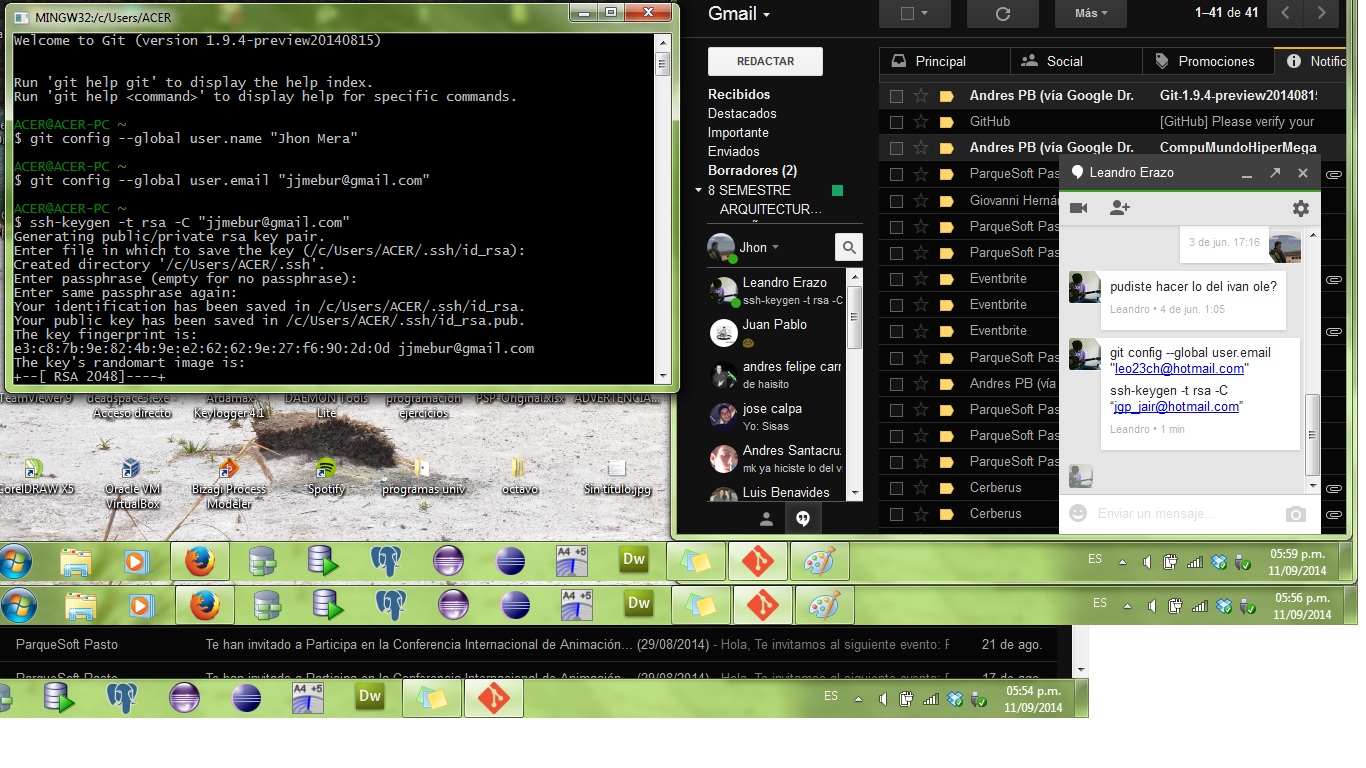 MINGW32:/c/Users/ACER
Welcome to Git (version 1.9.4-preview20140815)
Run 'git help git' to display the help index.
Run 'git help <command>' to display help for specific commands.
ACER@ACER-PC ~
$ git config --global user.name "Jhon Mera"
ACER@ACER-PC ~
$ git config --global user.email "jjmebur@gmail.com"
ACER@ACER-PC ~
$ ssh-keygen -t rsa -C "jjmebur@gmail.com"
Generating public/private rsa key pair.
Enter file in which to save the key (/c/Users/ACER/.ssh/id_rsa):
Created directory '/c/Users/ACER/.ssh'.
Enter passphrase (empty for no passphrase):
Enter same passphrase again:
Your identification has been saved in /c/Users/ACER/.ssh/id_rsa.
Your public key has been saved in /c/Users/ACER/.ssh/id_rsa.pub.
The key fingerprint is:
e3:c8:7b:9e:82:4b:9e:e2:62:62:9e:27:f6:90:2d:0d jjmebur@gmail.com
The key's randomart image is:
+--[ RSA 2048]----+
TeamViewer 9
deadspace3.exe - Acceso directo
Ardamax Keylogger 4.1
DAEMON Tools Lite
programacion ejercicios
PSP-Original.xlsx
ADVERTENCIA...
CorelDRAW X5
Oracle VM VirtualBox
Bizagi Process Modeler
Spotify
programas univ
octavo
Sin título.jpg
Gmail
Más
1–41 de 41
REDACTAR
Principal
Social
Promociones
Notific
Recibidos
Destacados
Importante
Enviados
Borradores (2)
8 SEMESTRE
ARQUITECTUR...
Jhon
Leandro Erazo
ssh-keygen -t rsa -C
Juan Pablo
andres felipe carr
de haisito
jose calpa
Yo: Sisas
Andres Santacru
mk ya hiciste lo del v
Luis Benavides
Andres PB (vía Google Dr.
Git-1.9.4-preview2014081
GitHub
[GitHub] Please verify your
Andres PB (vía Google Dr.
CompuMundoHiperMega
ParqueSoft Pas
Giovanni Hernán
ParqueSoft Pas
ParqueSoft Pas
Eventbrite
Eventbrite
Eventbrite
ParqueSoft Pas
Andres PB (vía
ParqueSoft Pas
ParqueSoft Pas
ParqueSoft Pas
Cerberus
Cerberus
Leandro Erazo
3 de jun. 17:16
pudiste hacer lo del ivan ole?
Leandro • 4 de jun. 1:05
git config --global user.email
"leo23ch@hotmail.com"
ssh-keygen -t rsa -C
“jgp_jair@hotmail.com”
Leandro • 1 min
Enviar un mensaje...
A4 +5
Dw
ES
05:59 p.m.
11/09/2014
A4 +5
Dw
ES
05:56 p.m.
11/09/2014
ParqueSoft Pasto
Te han invitado a Participa en la Conferencia Internacional de Animación... (29/08/2014) - Hola, Te invitamos al siguiente evento: F
21 de ago.
ParqueSoft Pasto
Te han invitado a Participa en la Conferencia Internacional de Animación... (29/08/2014) - Hola, Te invitamos al siguiente evento: F
17 de ago.
A4 +5
Dw
ES
05:54 p.m.
11/09/2014